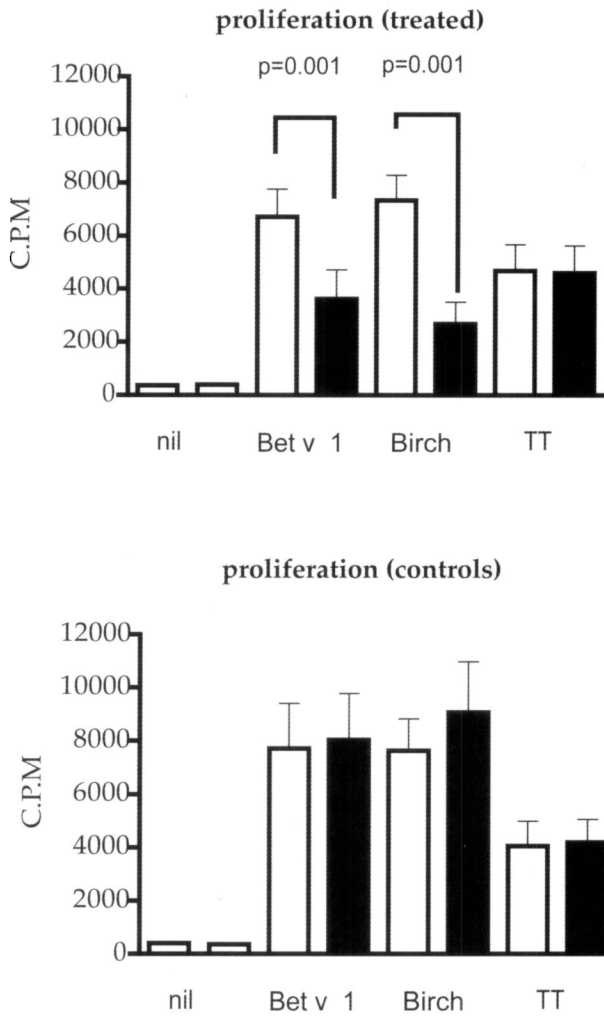 proliferation (treated)
p=0.001 p=0.001
12000
10000
8000
6000
4000
2000
0
C.P.M
nil Bet v 1 Birch TT
proliferation (controls)
12000
10000
8000
6000
4000
2000
0
C.P.M
nil Bet v 1 Birch TT